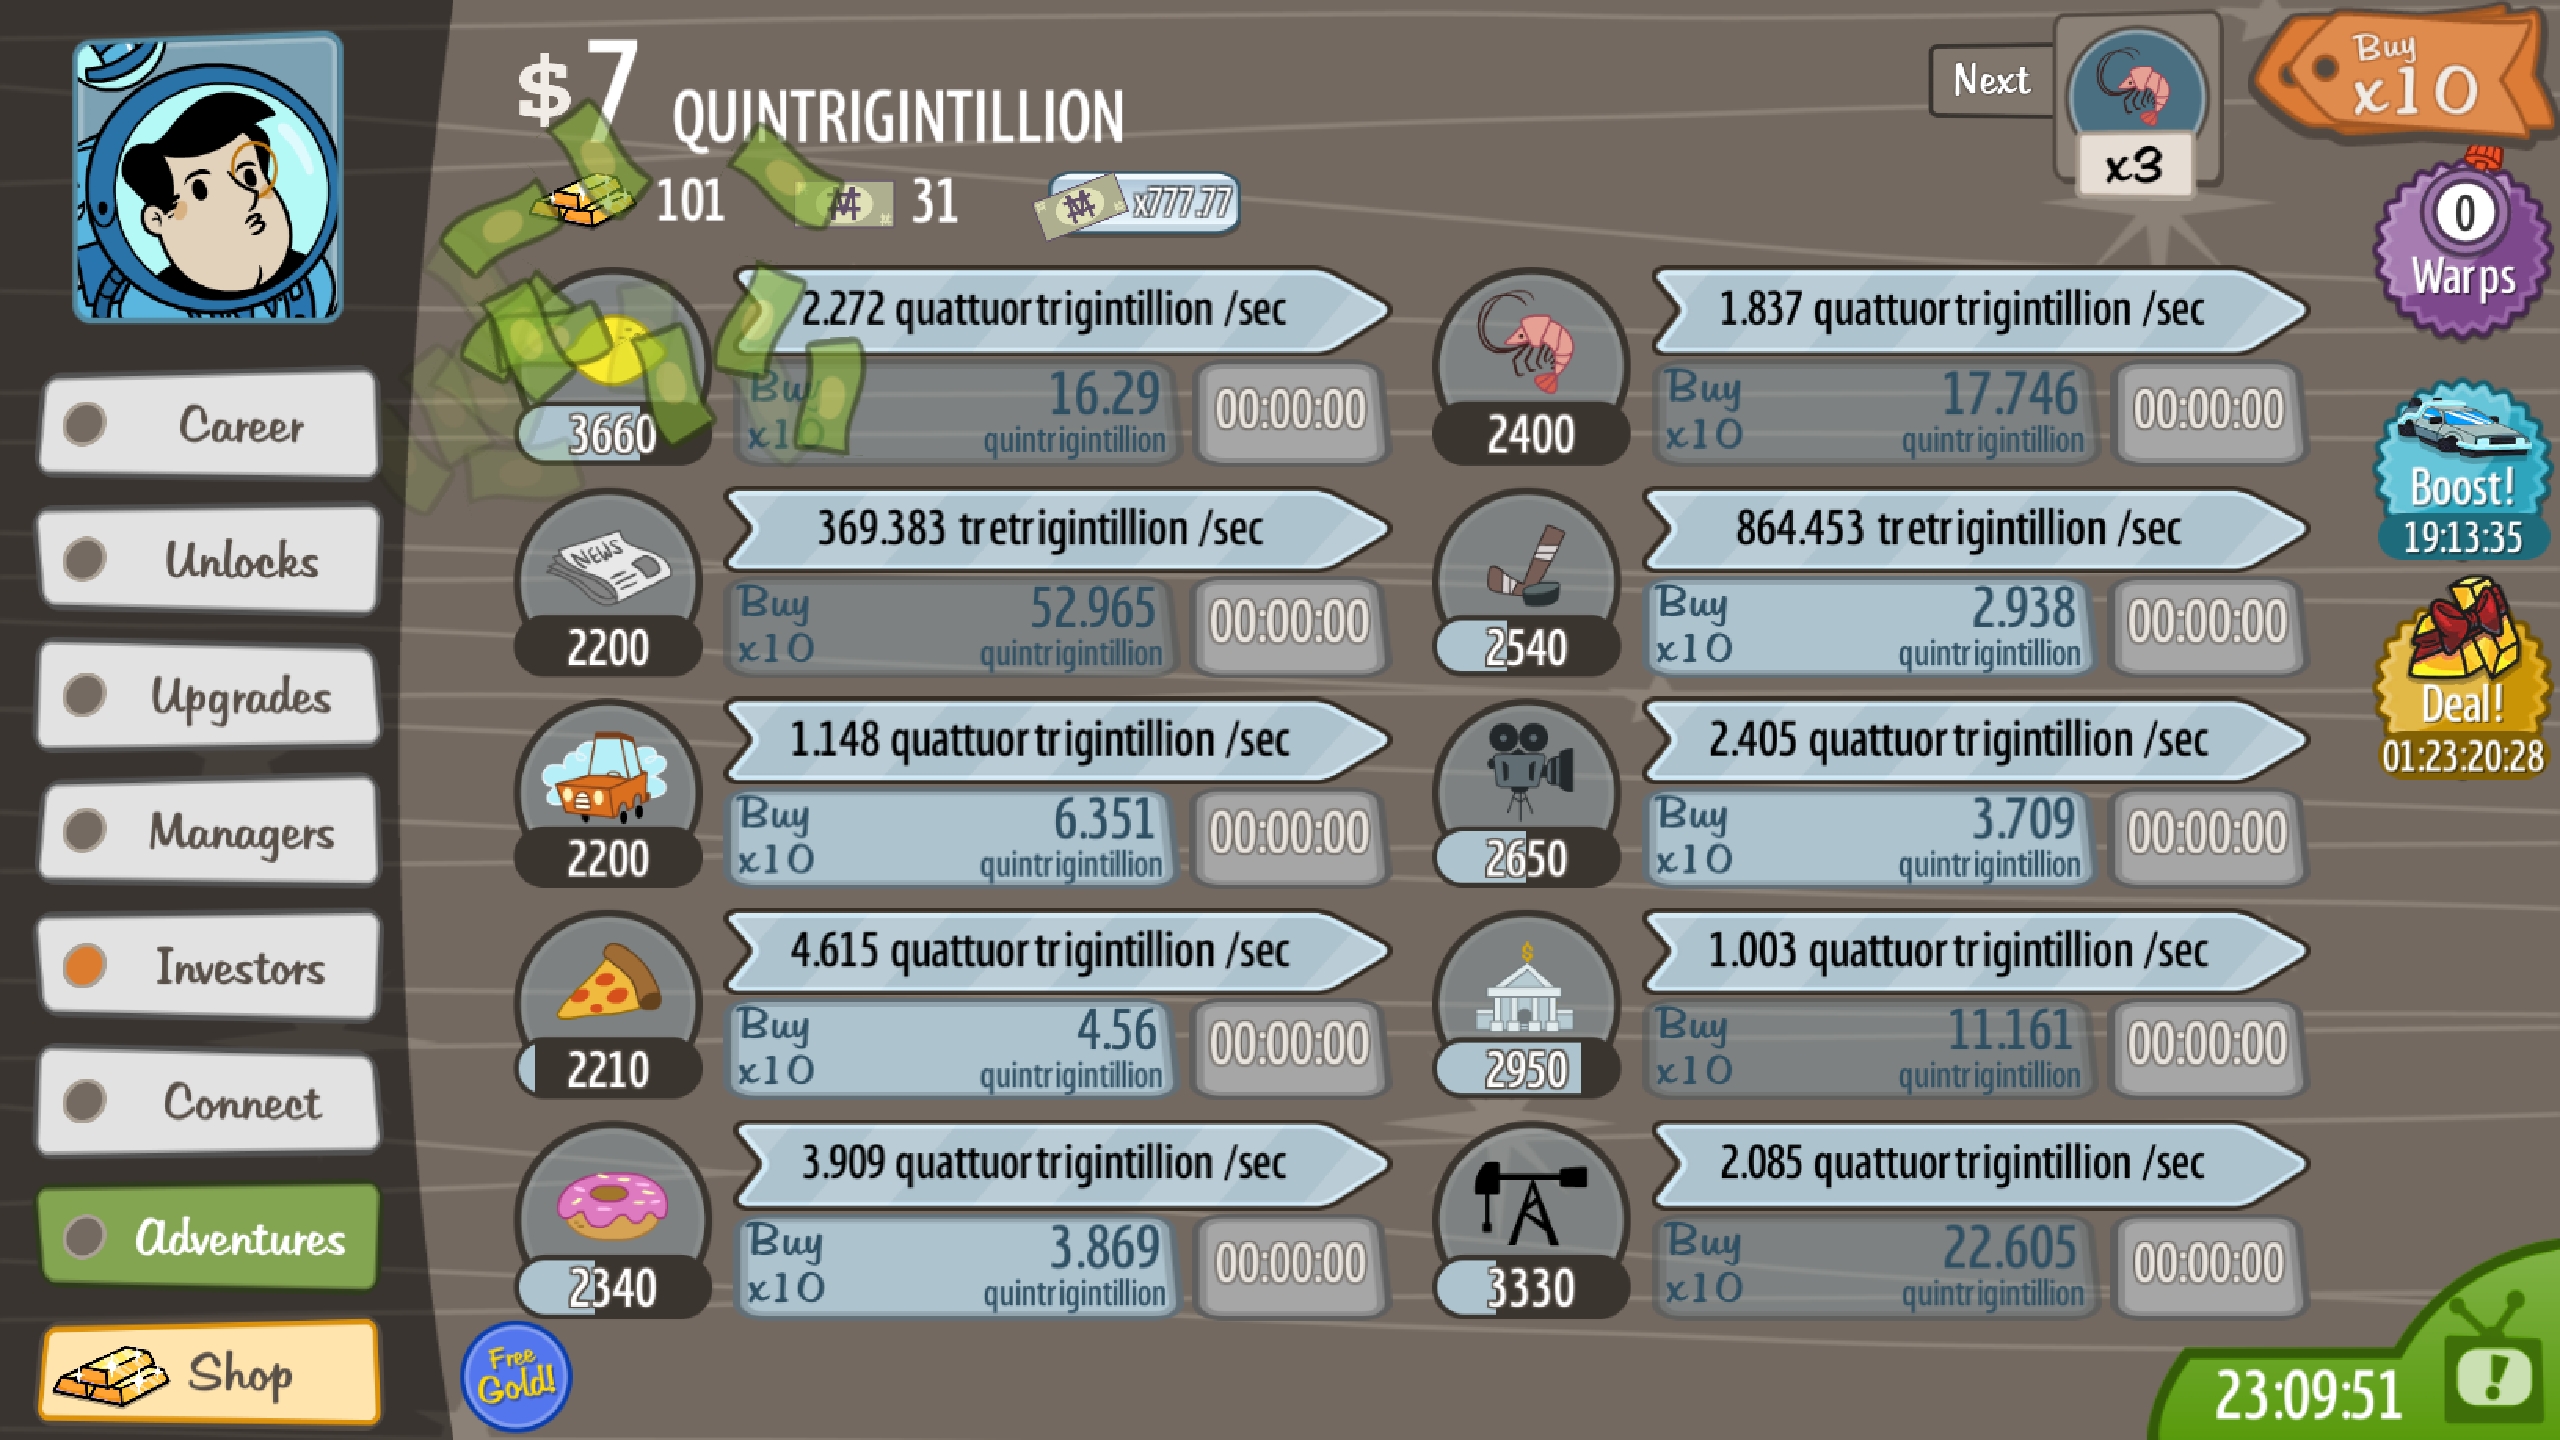 $7 QUINTRIGINTILLION
101
31
x777.77
Next
x3
Buy
x10
0
Warps
Boost!
19:13:35
Deal!
01:23:20:28
Career
Unlocks
Upgrades
Managers
Investors
Connect
Adventures
Shop
2.272 quattuortrigintillion /sec
3660
Buy
x10
16.29
quintrigintillion
00:00:00
1.837 quattuortrigintillion /sec
2400
Buy
x10
17.746
quintrigintillion
00:00:00
369.383 tretrigintillion /sec
NEWS
2200
Buy
x10
52.965
quintrigintillion
00:00:00
864.453 tretrigintillion /sec
2540
Buy
x10
2.938
quintrigintillion
00:00:00
1.148 quattuortrigintillion /sec
2200
Buy
x10
6.351
quintrigintillion
00:00:00
2.405 quattuortrigintillion /sec
2650
Buy
x10
3.709
quintrigintillion
00:00:00
4.615 quattuortrigintillion /sec
2210
Buy
x10
4.56
quintrigintillion
00:00:00
1.003 quattuortrigintillion /sec
$
2950
Buy
x10
11.161
quintrigintillion
00:00:00
3.909 quattuortrigintillion /sec
2340
Buy
x10
3.869
quintrigintillion
00:00:00
2.085 quattuortrigintillion /sec
3330
Buy
x10
22.605
quintrigintillion
00:00:00
Free
Gold!
23:09:51
!